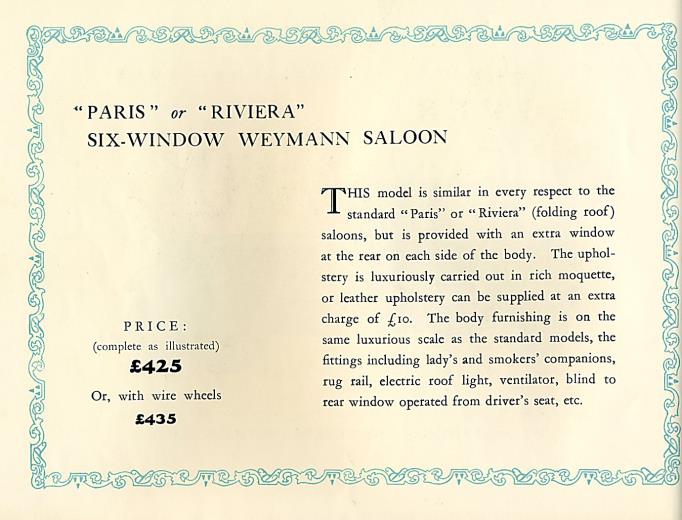 "PARIS" or "RIVIERA"
SIX-WINDOW WEYMANN SALOON
THIS model is similar in every respect to the
standard "Paris" or "Riviera" (folding roof)
saloons, but is provided with an extra window
at the rear on each side of the body. The uphol-
stery is luxuriously carried out in rich moquette,
or leather upholstery can be supplied at an extra
charge of £10. The body furnishing is on the
same luxurious scale as the standard models, the
fittings including lady's and smokers' companions,
rug rail, electric roof light, ventilator, blind to
rear window operated from driver's seat, etc.
PRICE:
(complete as illustrated)
£425
Or, with wire wheels
£435